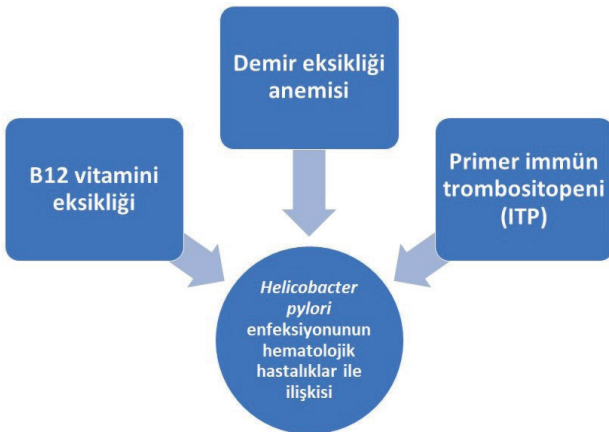 Demir eksikliği
anemisi
B12 vitamini
eksikliği
Primer immün
trombositopeni
(ITP)
Helicobacter
pylori
enfeksiyonunun
hematolojik
hastalıklar ile
ilişkisi